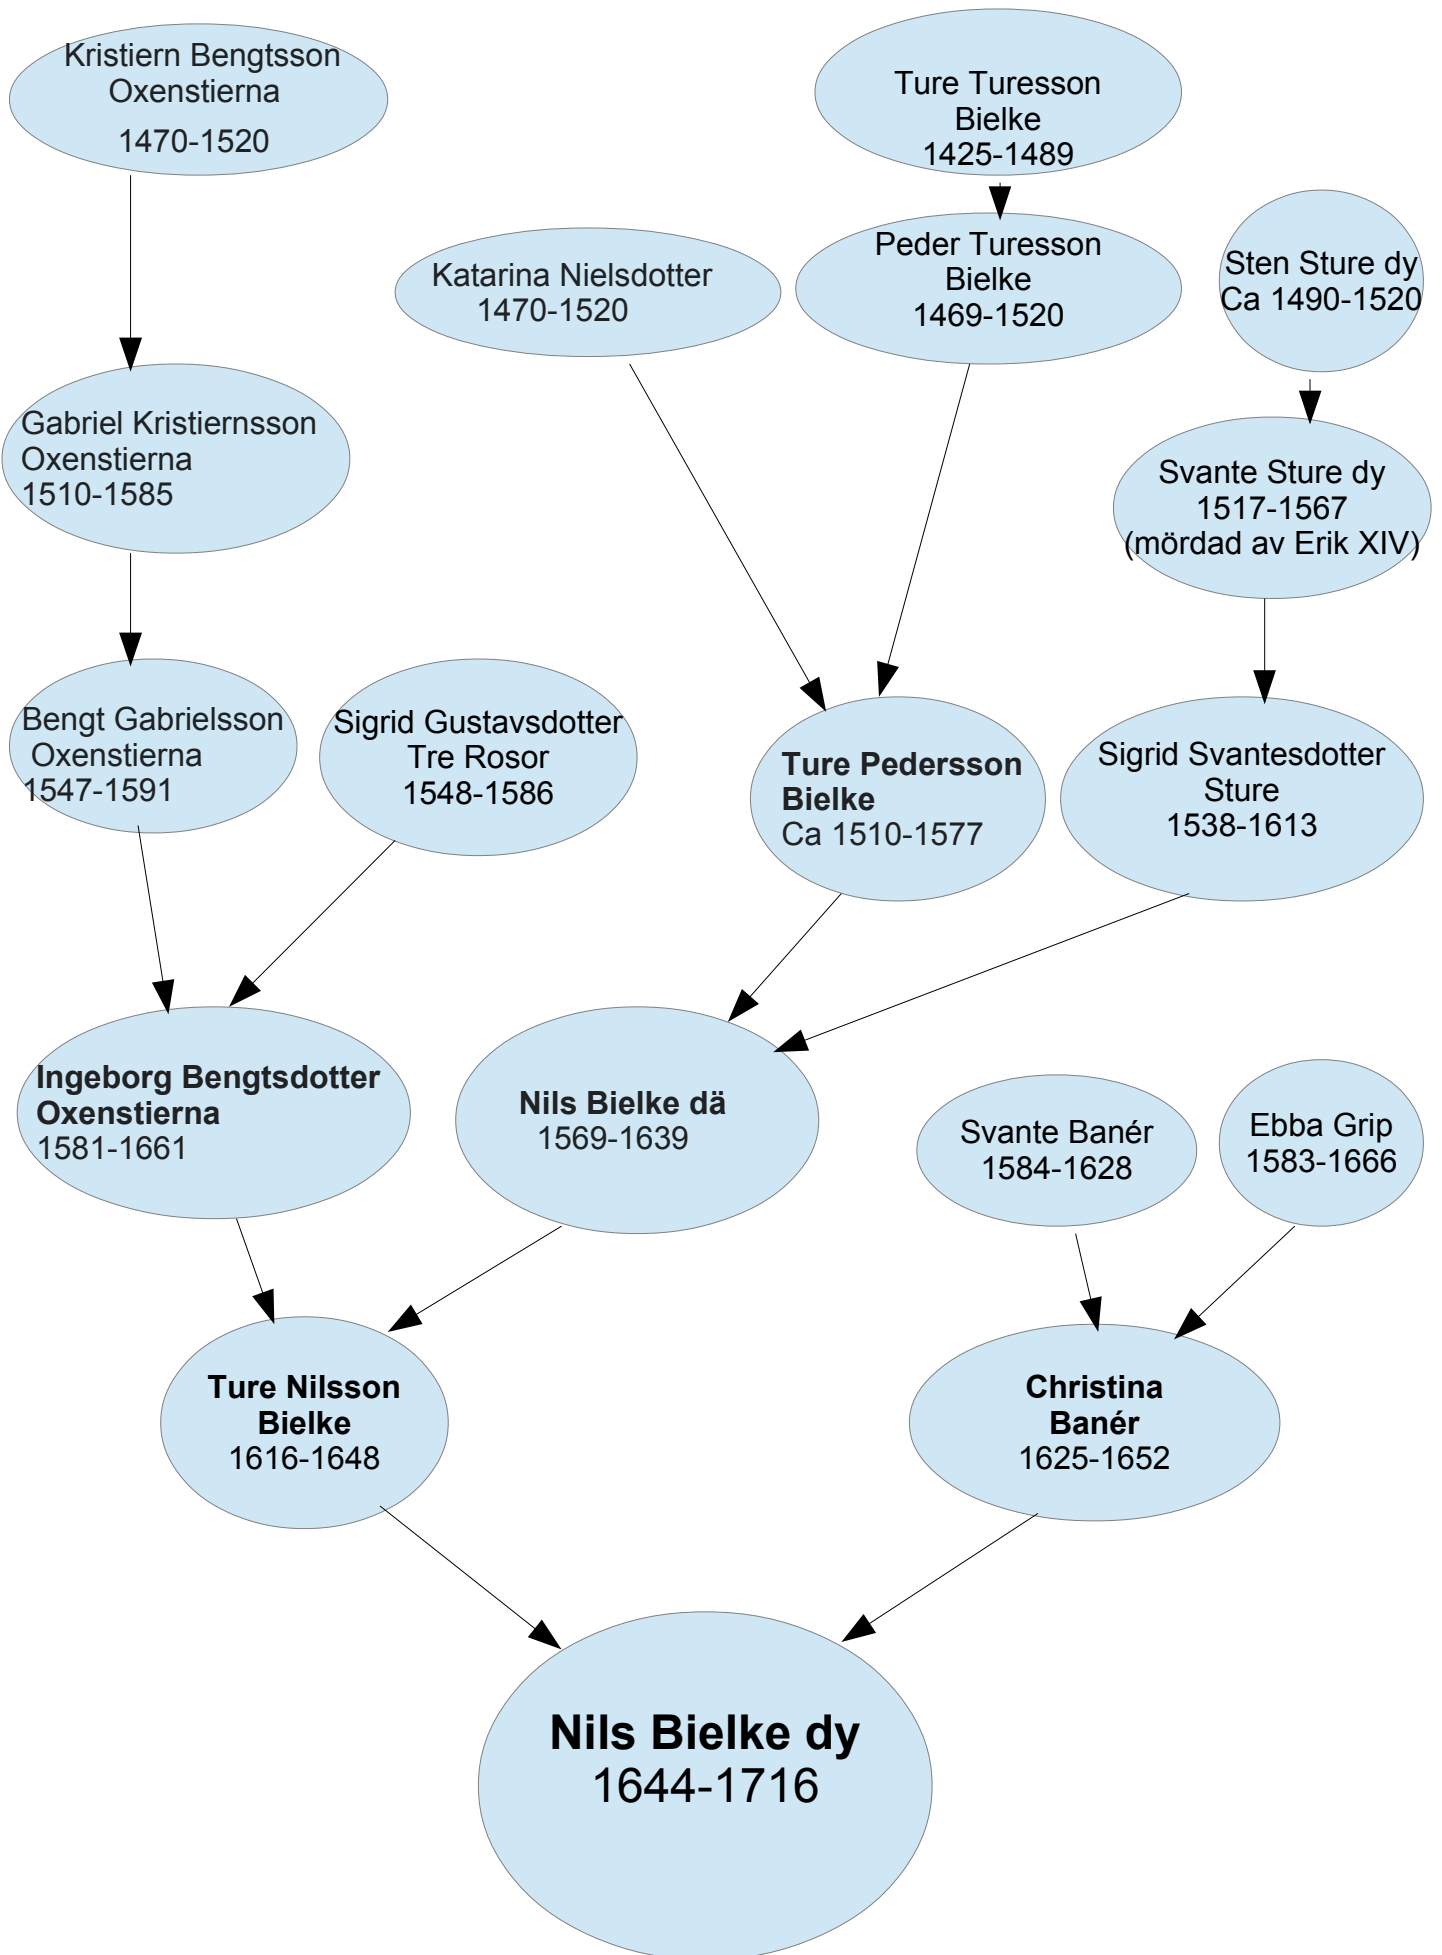 Kristiern Bengtsson
Oxenstierna
1470-1520
Ture Turesson
Bielke
1425-1489
Katarina Nielsdotter
1470-1520
Peder Turesson
Bielke
1469-1520
Sten Sture dy
Ca 1490-1520
Gabriel Kristiernsson
Oxenstierna
1510-1585
Svante Sture dy
1517-1567
(mördad av Erik XIV)
Bengt Gabrielsson
Oxenstierna
1547-1591
Sigrid Gustavsdotter
Tre Rosor
1548-1586
Ture Pedersson
Bielke
Ca 1510-1577
Sigrid Svantesdotter
Sture
1538-1613
Ingeborg Bengtsdotter
Oxenstierna
1581-1661
Nils Bielke dä
1569-1639
Svante Banér
1584-1628
Ebba Grip
1583-1666
Ture Nilsson
Bielke
1616-1648
Christina
Banér
1625-1652
Nils Bielke dy
1644-1716